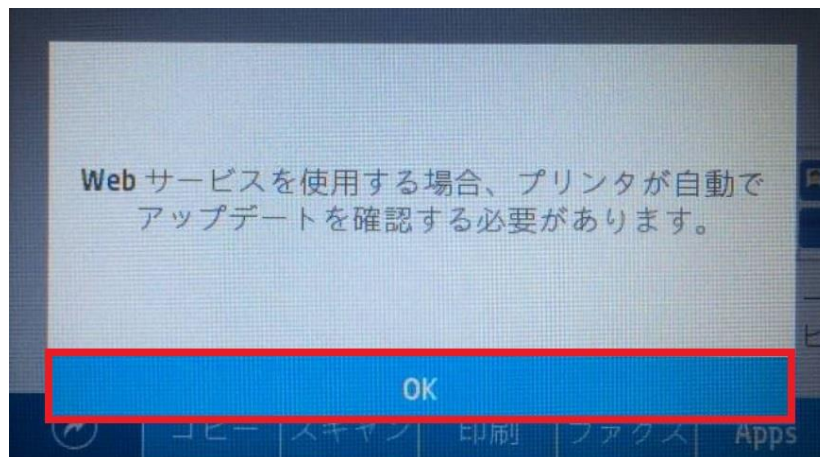 Web サービスを使用する場合、プリンタが自動で
アップデートを確認する必要があります。
OK
コピー
スキャン
印刷
ファクス
Apps